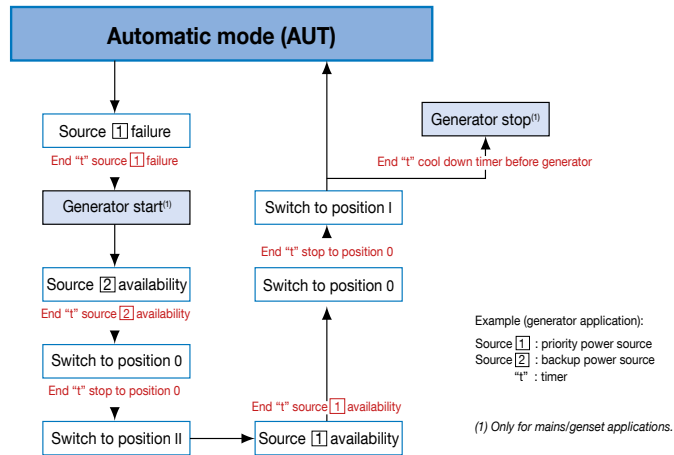 Automatic mode (AUT)
Source 1 failure
End “t” source 1 failure
Generator start(1)
Source 2 availability
End “t” source 2 availability
Switch to position 0
End “t” stop to position 0
Switch to position II
Source 1 availability
End “t” source 1 availability
Switch to position 0
End “t” stop to position 0
Switch to position I
End “t” cool down timer before generator
Generator stop(1)
Example (generator application):
Source 1 : priority power source
Source 2 : backup power source
“t” : timer
(1) Only for mains/genset applications.